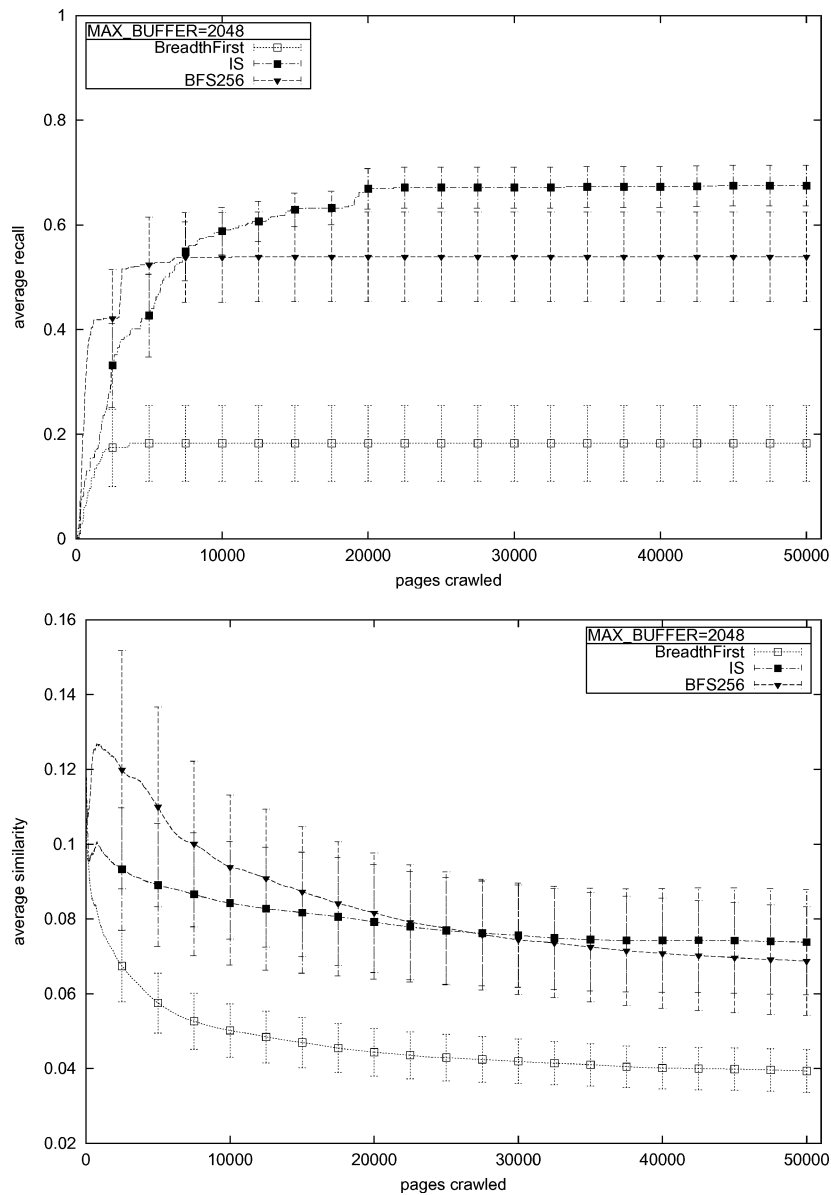 1
MAX_BUFFER=2048
BreadthFirst
IS
BFS256
0.8
0.6
average recall
0.4
0.2
0
0 10000 20000 30000 40000 50000
pages crawled
0.16
MAX_BUFFER=2048
BreadthFirst
IS
BFS256
0.14
0.12
0.1
average similarity
0.08
0.06
0.04
0.02
0 10000 20000 30000 40000 50000
pages crawled